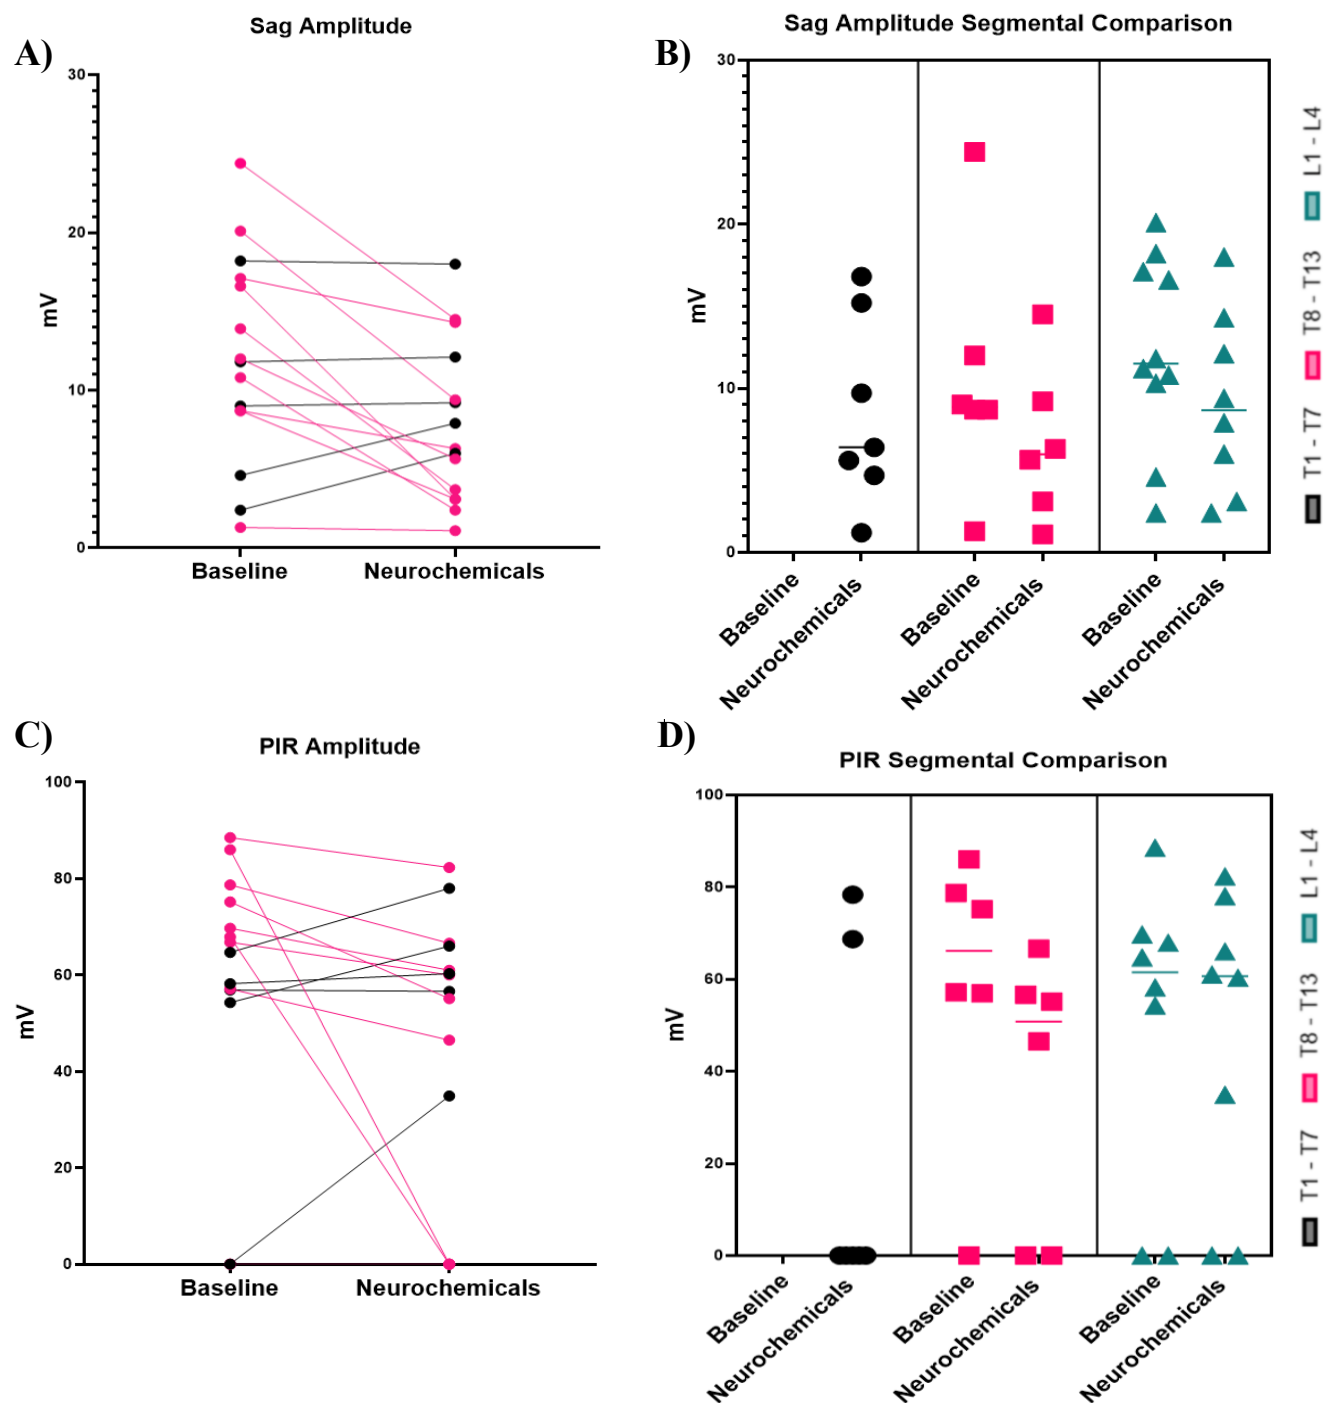 A)
Sag Amplitude
30
20
10
0
mV
Baseline
Neurochemicals
B)
Sag Amplitude Segmental Comparison
30
20
10
0
mV
Baseline
Neurochemicals
Baseline
Neurochemicals
Baseline
Neurochemicals
T1 - T7
T8 - T13
L1 - L4
C)
PIR Amplitude
100
80
60
40
20
0
mV
Baseline
Neurochemicals
D)
PIR Segmental Comparison
100
80
60
40
20
0
mV
Baseline
Neurochemicals
Baseline
Neurochemicals
Baseline
Neurochemicals
T1 - T7
T8 - T13
L1 - L4